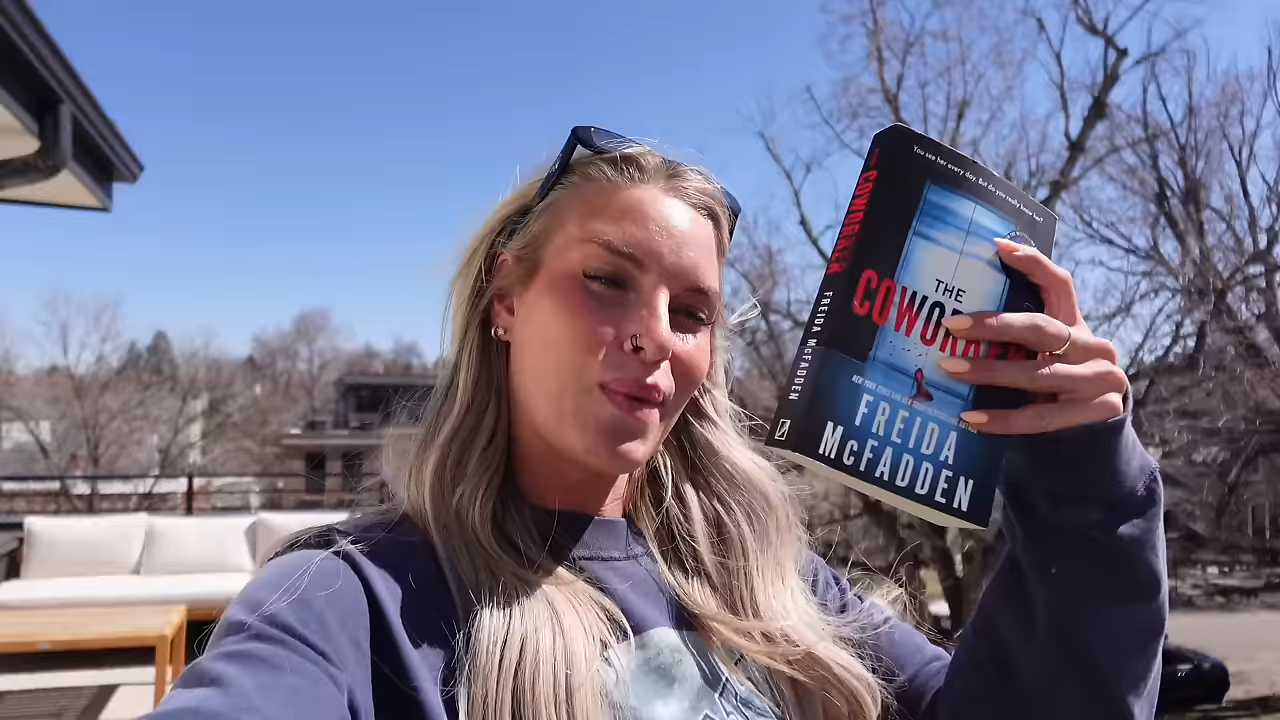 THE COWORKER FREIDA McFADDEN
You see her every day. But do you really know her?
THE
COWORKER
FREIDA
McFADDEN